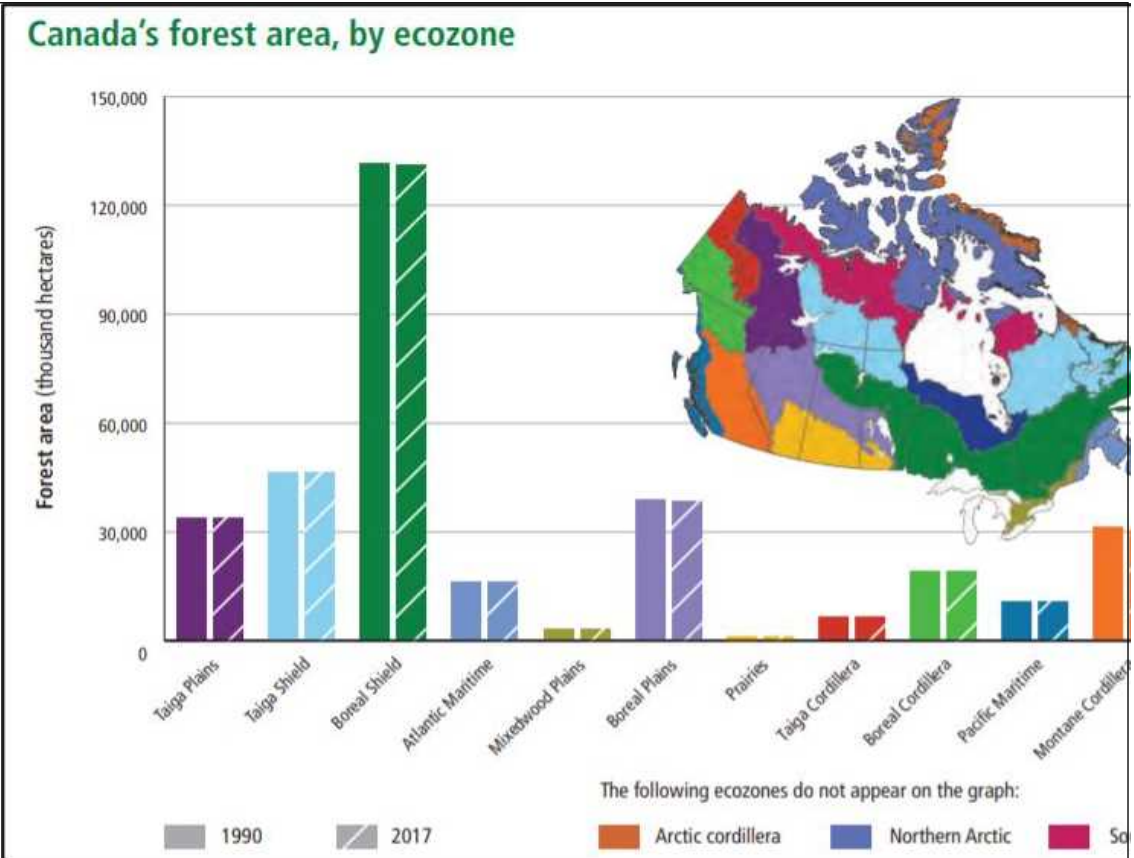 Canada's forest area, by ecozone
150,000
120,000
90,000
60,000
30,000
0
Forest area (thousand hectares)
Taiga Plains
Taiga Shield
Boreal Shield
Atlantic Maritime
Mixedwood Plains
Boreal Plains
Prairies
Taiga Cordillera
Boreal Cordillera
Pacific Maritime
Montane Cordillera
The following ecozones do not appear on the graph:
1990 2017 Arctic cordillera Northern Arctic